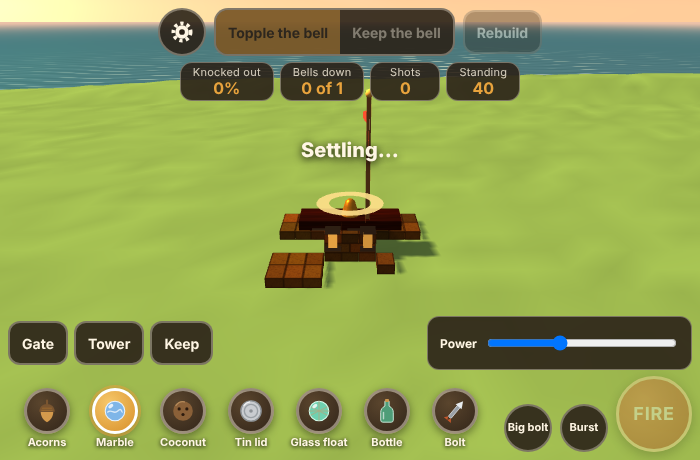 Topple the bell
Keep the bell
Rebuild
Knocked out
0%
Bells down
0 of 1
Shots
0
Standing
40
Settling...
Gate
Tower
Keep
Power
Acorns
Marble
Coconut
Tin lid
Glass float
Bottle
Bolt
Big bolt
Burst
FIRE